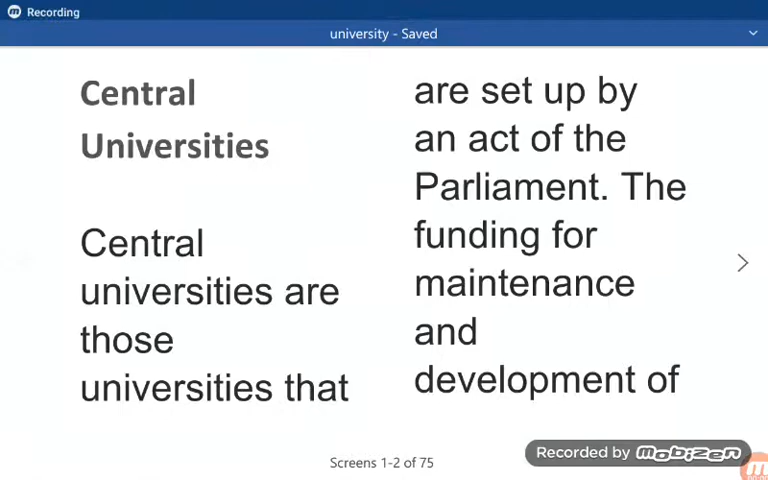 Recording
university - Saved
Central
Universities
Central
universities are
those
universities that
are set up by
an act of the
Parliament. The
funding for
maintenance
and
development of
Screens 1-2 of 75
Recorded by mobizen